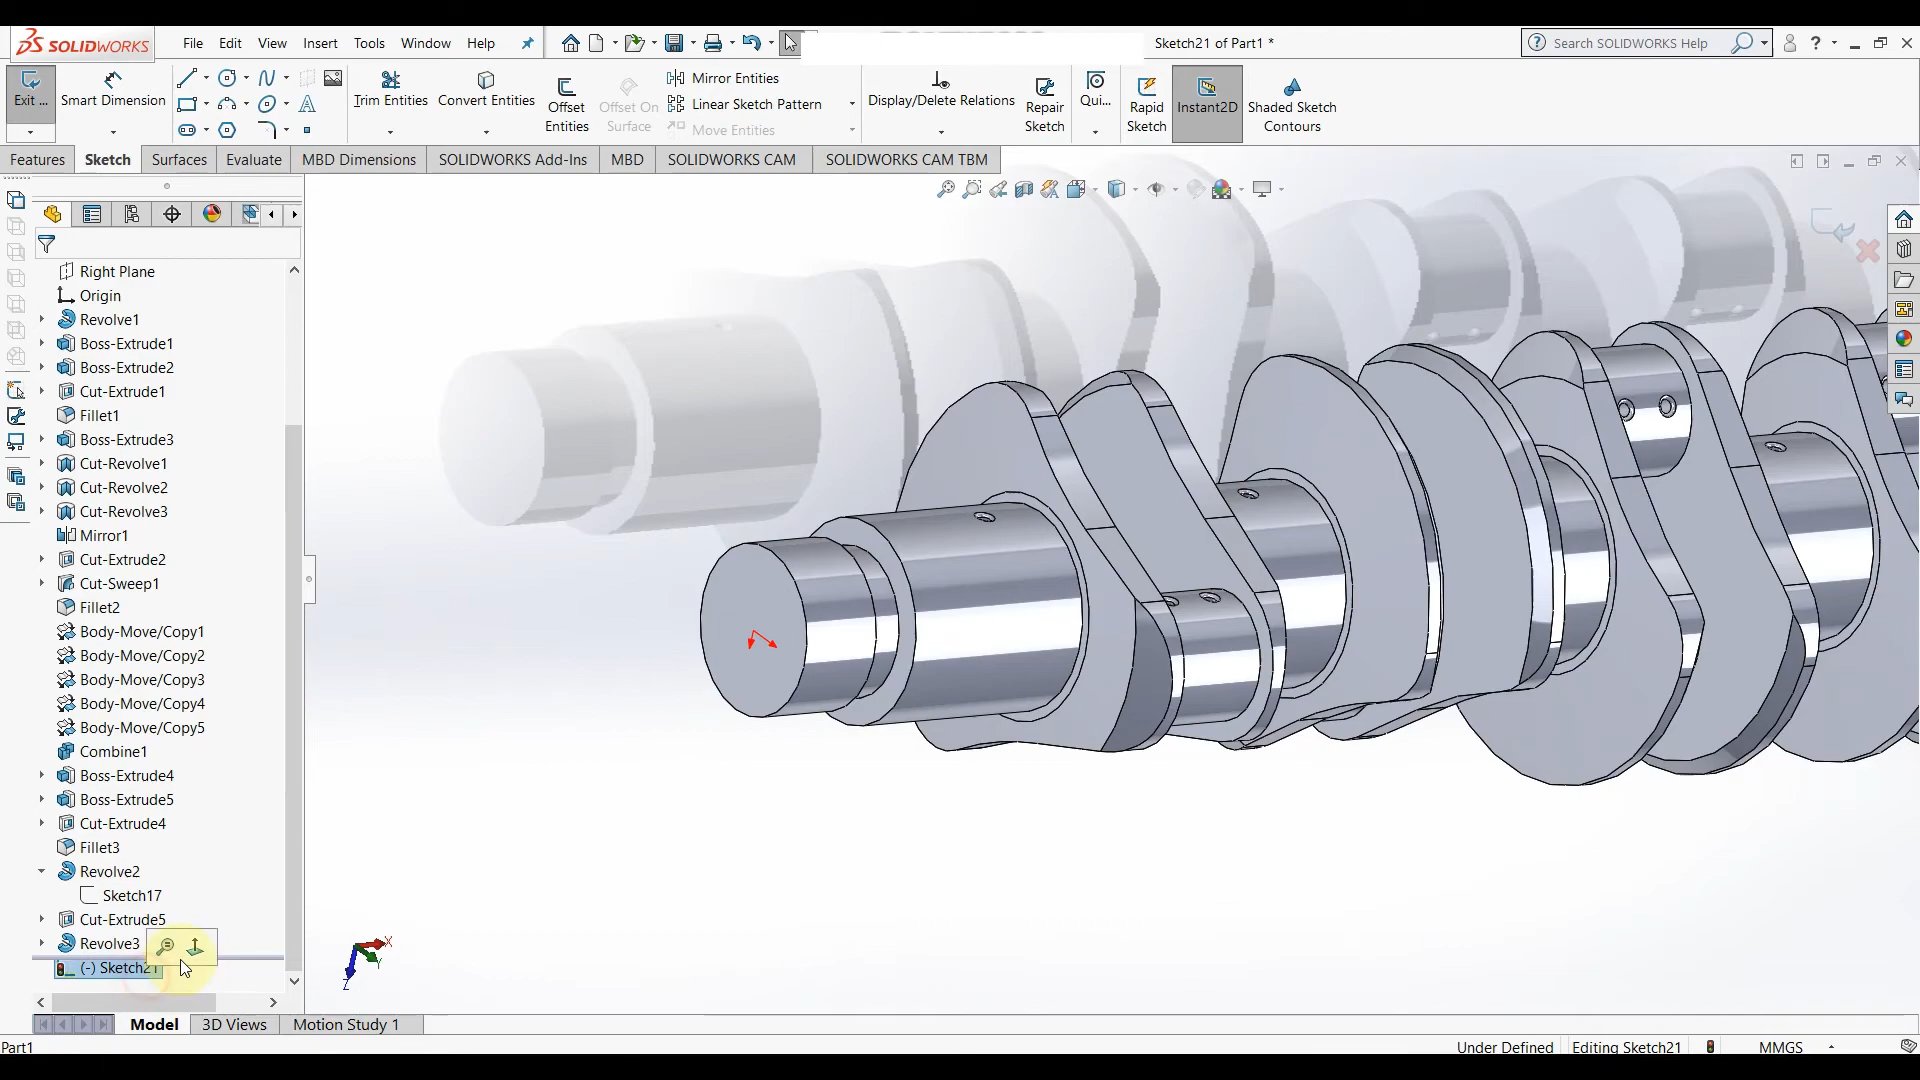 SOLIDWORKS File Edit View Insert Tools Window Help Sketch21 of Part1 * Search SOLIDWORKS Help
Exit ... Smart Dimension Trim Entities Convert Entities Offset Entities Offset On Surface Mirror Entities Linear Sketch Pattern Move Entities Display/Delete Relations Repair Sketch Qui... Rapid Sketch Instant2D Shaded Sketch Contours
Features Sketch Surfaces Evaluate MBD Dimensions SOLIDWORKS Add-Ins MBD SOLIDWORKS CAM SOLIDWORKS CAM TBM
Right Plane
Origin
Revolve1
Boss-Extrude1
Boss-Extrude2
Cut-Extrude1
Fillet1
Boss-Extrude3
Cut-Revolve1
Cut-Revolve2
Cut-Revolve3
Mirror1
Cut-Extrude2
Cut-Sweep1
Fillet2
Body-Move/Copy1
Body-Move/Copy2
Body-Move/Copy3
Body-Move/Copy4
Body-Move/Copy5
Combine1
Boss-Extrude4
Boss-Extrude5
Cut-Extrude4
Fillet3
Revolve2
Sketch17
Cut-Extrude5
Revolve3
(-) Sketch21
X
Y
Z
Model 3D Views Motion Study 1
Part1 Under Defined Editing Sketch21 MMGS